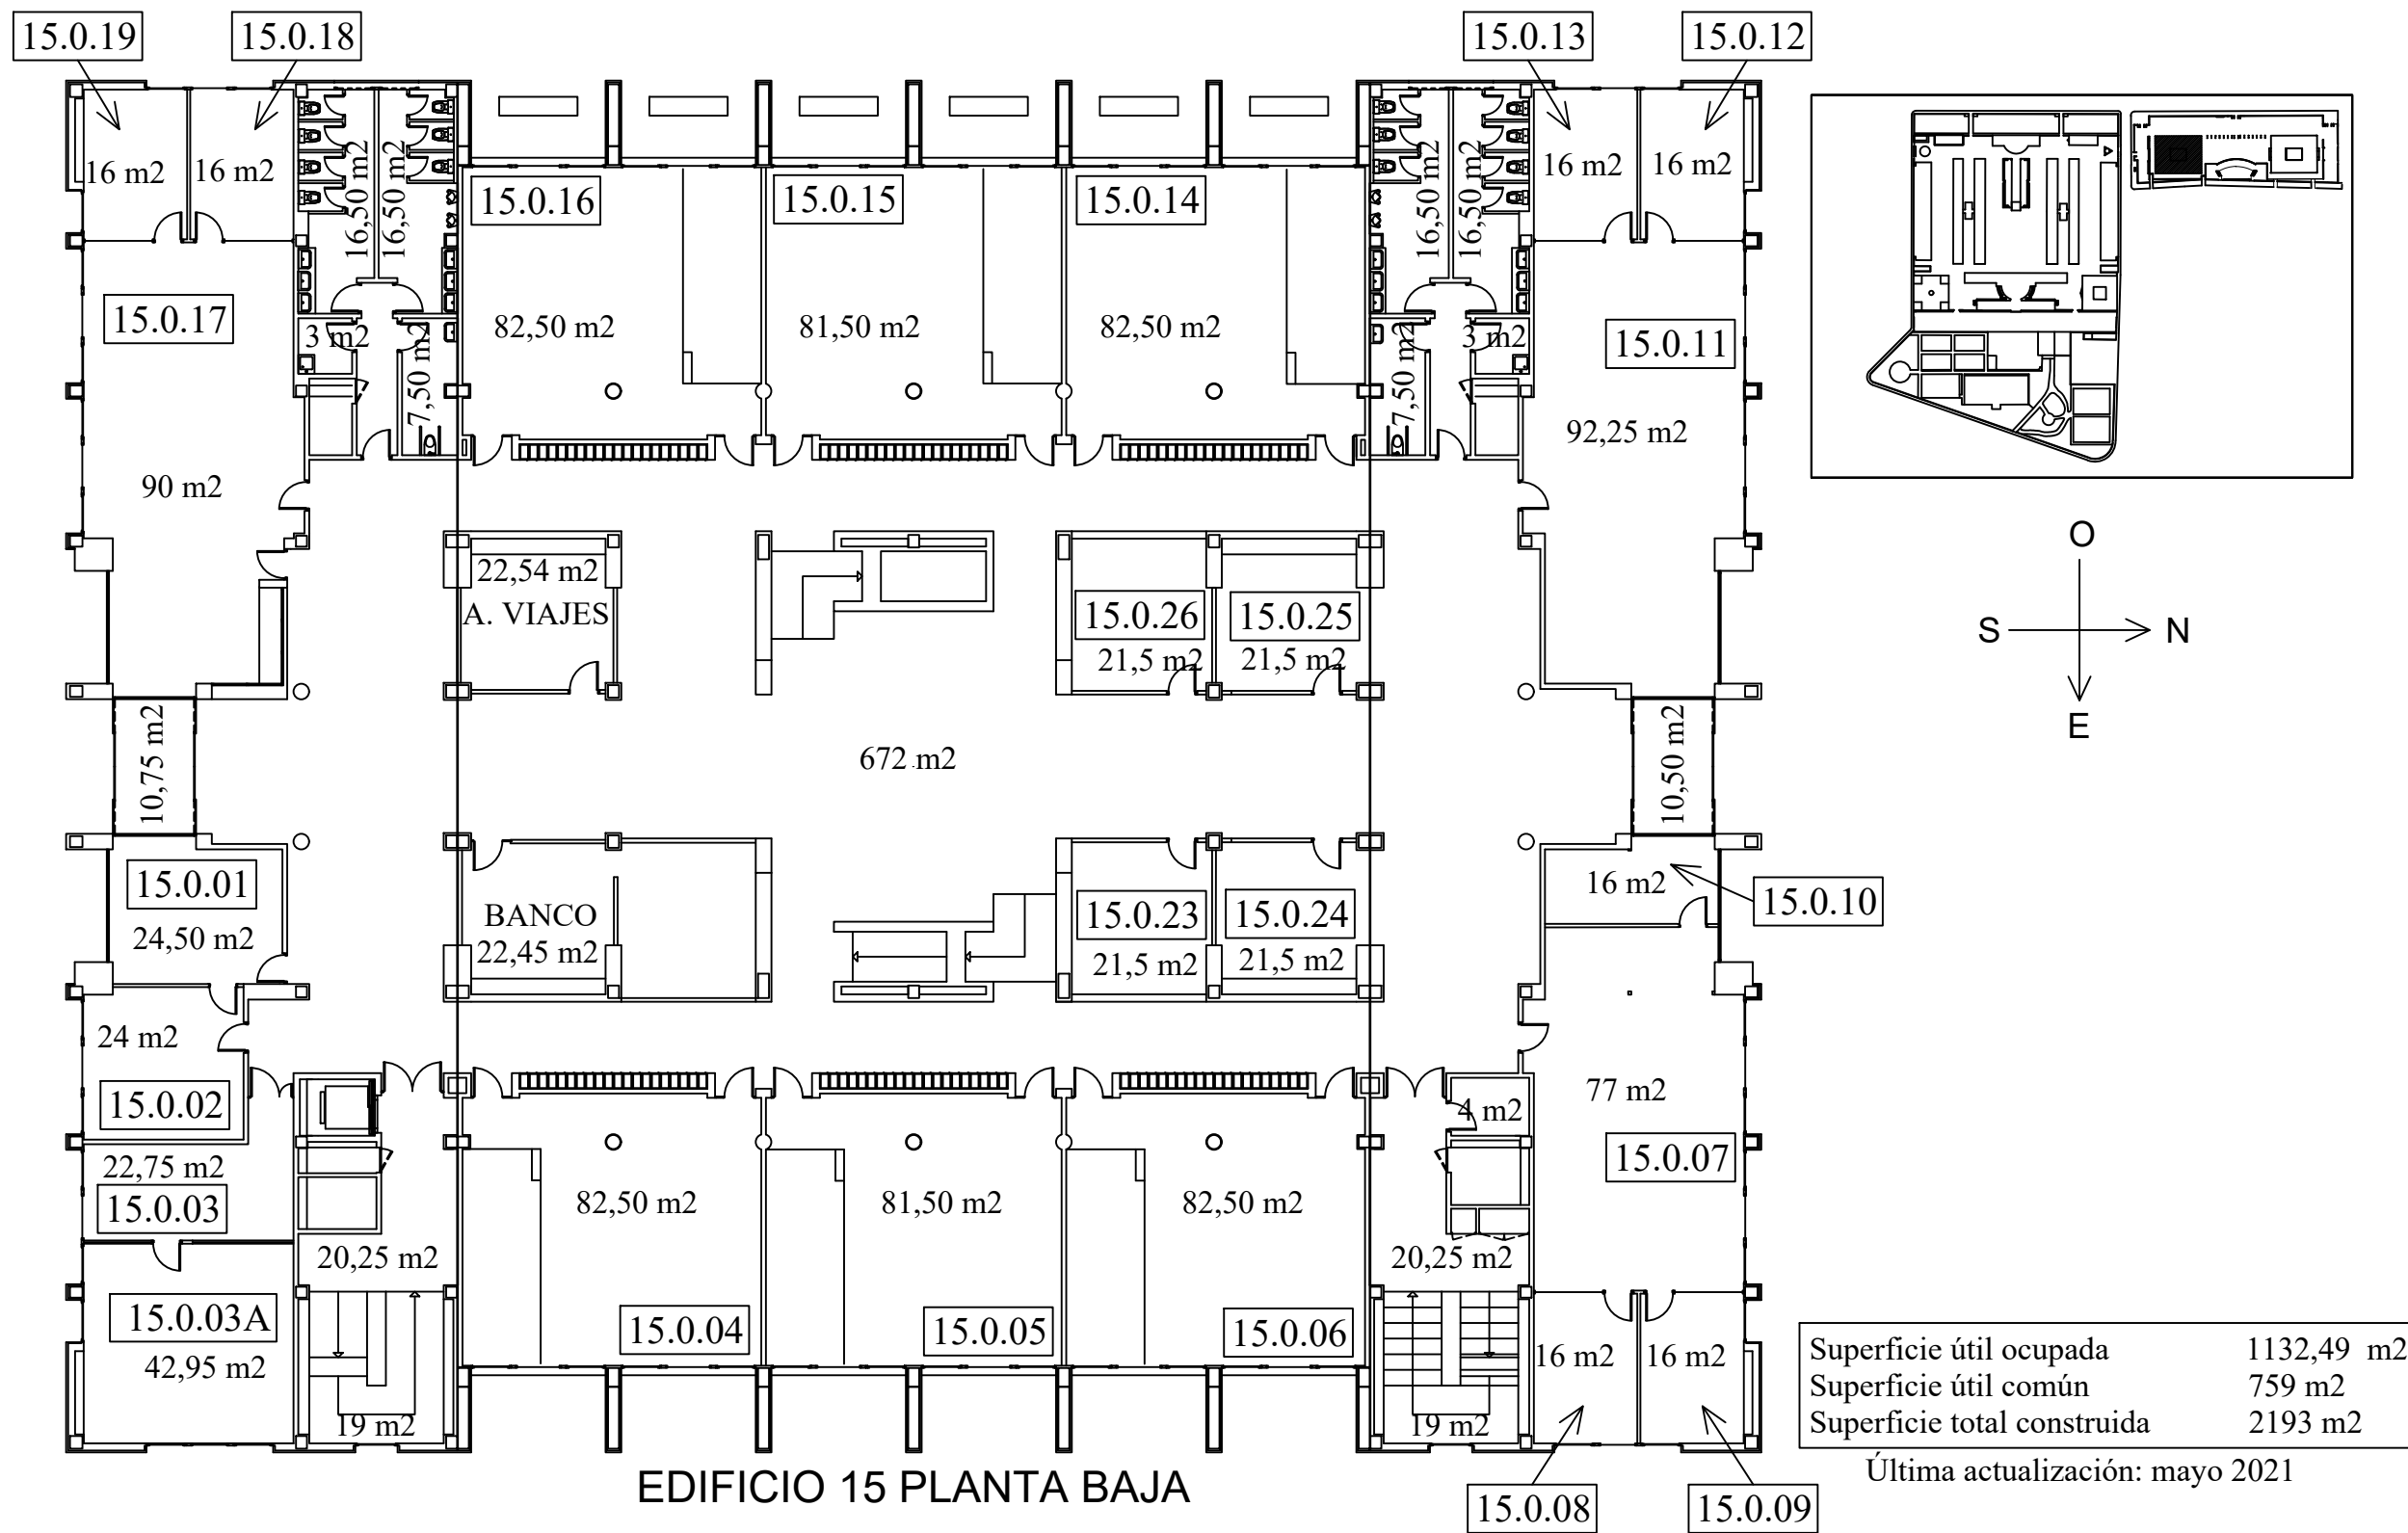 15.0.19
15.0.18
15.0.13
15.0.12
16 m2
16 m2
16,50 m2
16,50 m2
15.0.16
15.0.15
15.0.14
16,50 m2
16,50 m2
16 m2
16 m2
15.0.17
3 m2
7,50 m2
82,50 m2
81,50 m2
82,50 m2
7,50 m2
3 m2
15.0.11
90 m2
92,25 m2
22,54 m2
A. VIAJES
15.0.26
21,5 m2
15.0.25
21,5 m2
O
S
N
E
10,75 m2
672 m2
10,50 m2
15.0.01
24,50 m2
BANCO
22,45 m2
15.0.23
21,5 m2
15.0.24
21,5 m2
16 m2
15.0.10
24 m2
15.0.02
22,75 m2
15.0.03
4 m2
77 m2
15.0.07
82,50 m2
81,50 m2
82,50 m2
20,25 m2
20,25 m2
15.0.03A
42,95 m2
15.0.04
15.0.05
15.0.06
19 m2
19 m2
16 m2
16 m2
Superficie útil ocupada 1132,49 m2
Superficie útil común 759 m2
Superficie total construida 2193 m2
Última actualización: mayo 2021
EDIFICIO 15 PLANTA BAJA
15.0.08
15.0.09